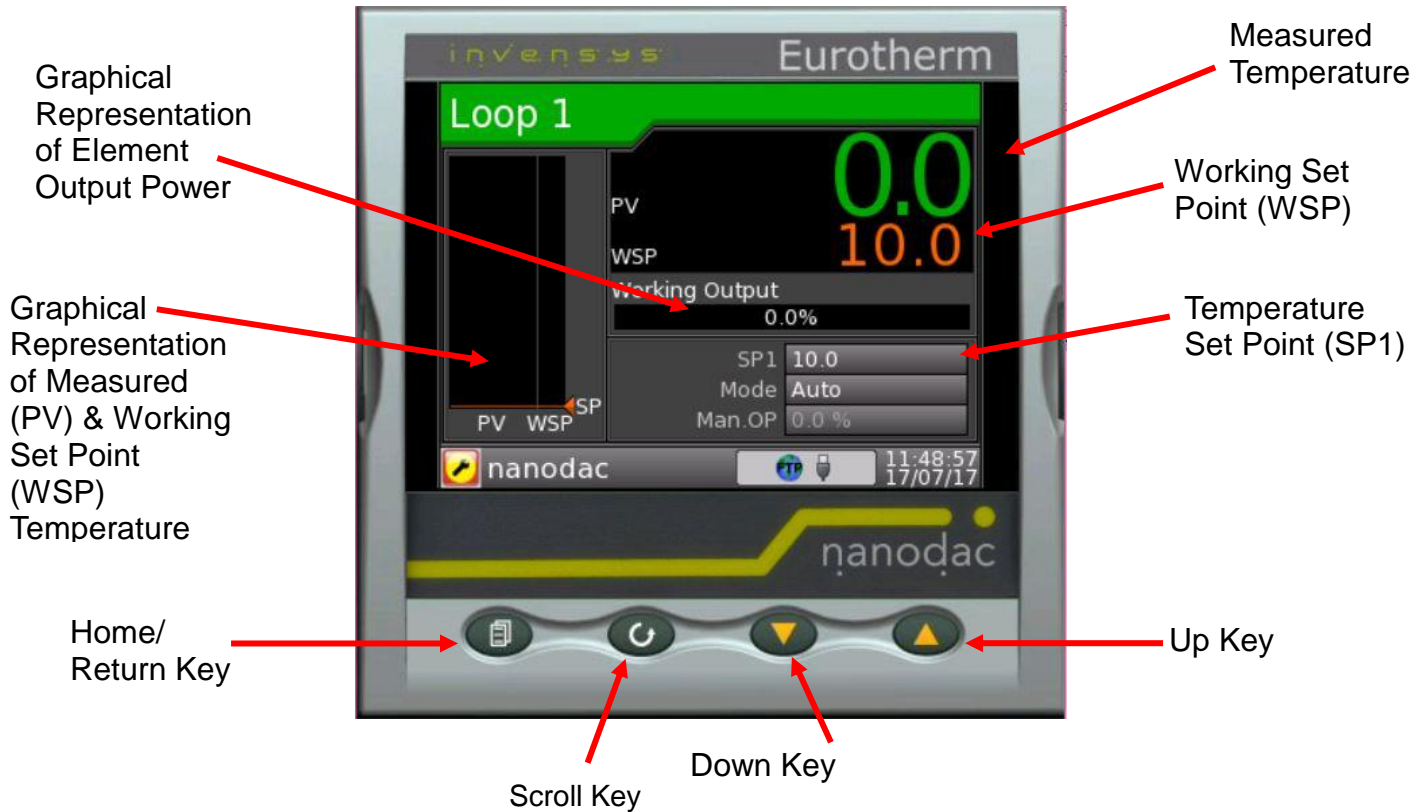 Graphical
Representation
of Element
Output Power
Graphical
Representation
of Measured
(PV) & Working
Set Point
(WSP)
Temperature
Home/
Return Key
invensys
Eurotherm
Loop 1
0.0
PV
10.0
WSP
Working Output
0.0%
SP1 10.0
Mode Auto
Man.OP 0.0 %
SP
PV WSP
nanodac
FTP
11:48:57
17/07/17
nanodac
Scroll Key
Down Key
Measured
Temperature
Working Set
Point (WSP)
Temperature
Set Point (SP1)
Up Key